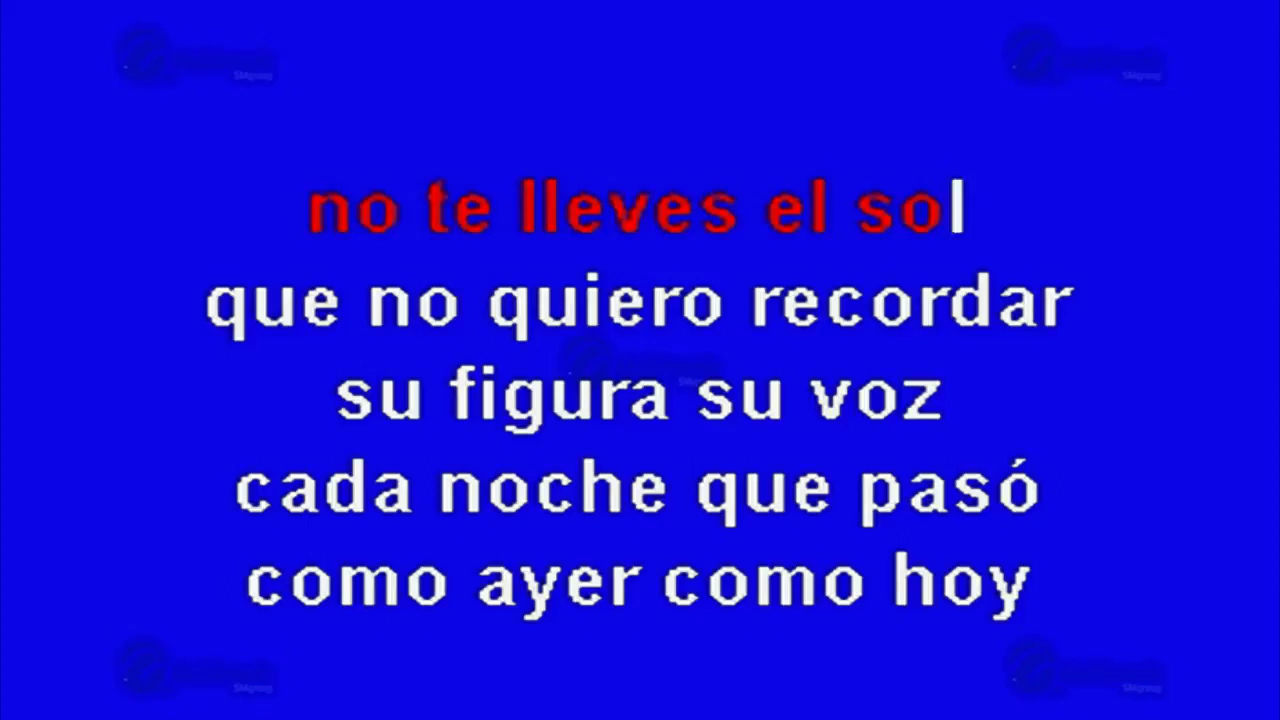 no te lleves el sol
que no quiero recordar
su figura su voz
cada noche que pasó
como ayer como hoy